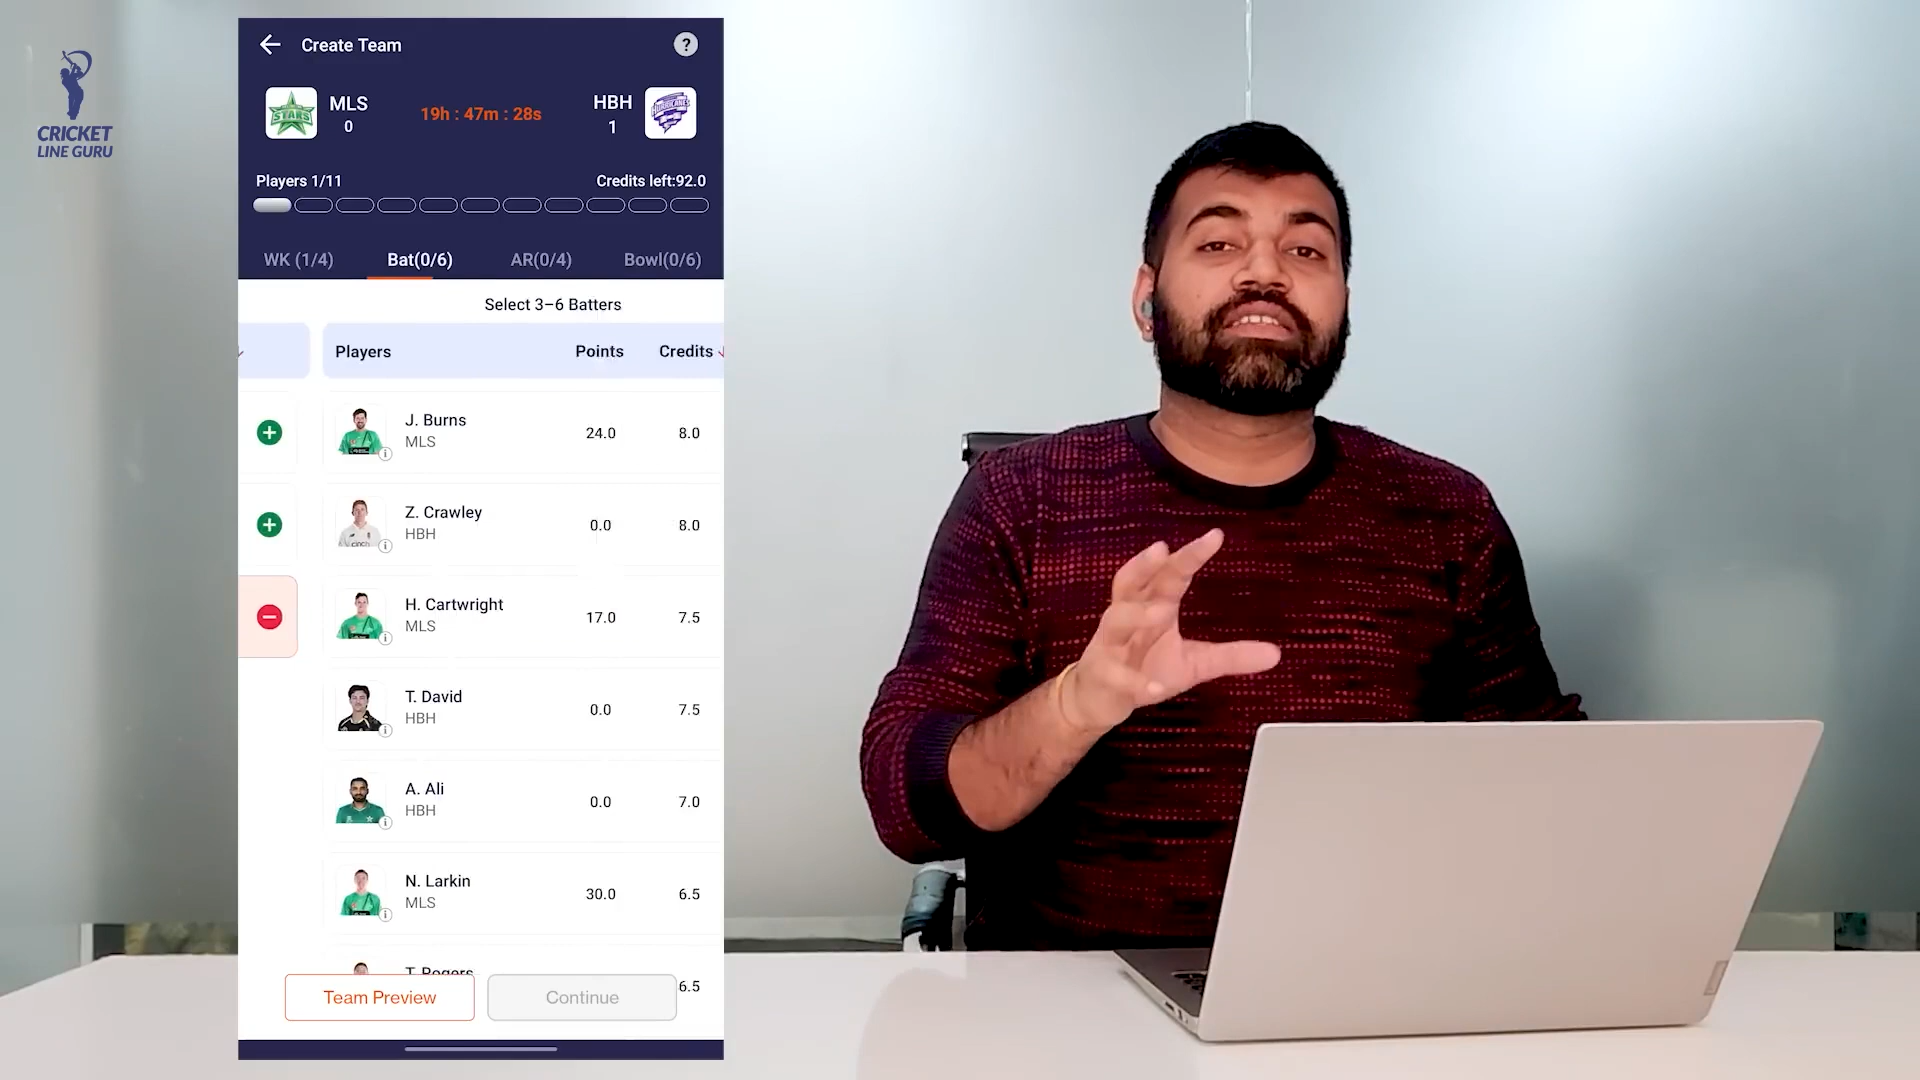 CRICKET
LINE GURU
Create Team
?
STARS
MLS
0
19h : 47m : 28s
HBH
1
HURRICANES
Players 1/11
Credits left:92.0
WK (1/4)
Bat(0/6)
AR(0/4)
Bowl(0/6)
Select 3–6 Batters
Players
Points
Credits
J. Burns
MLS
24.0
8.0
Z. Crawley
HBH
0.0
8.0
H. Cartwright
MLS
17.0
7.5
T. David
HBH
0.0
7.5
A. Ali
HBH
0.0
7.0
N. Larkin
MLS
30.0
6.5
T. Rogers
6.5
Team Preview
Continue